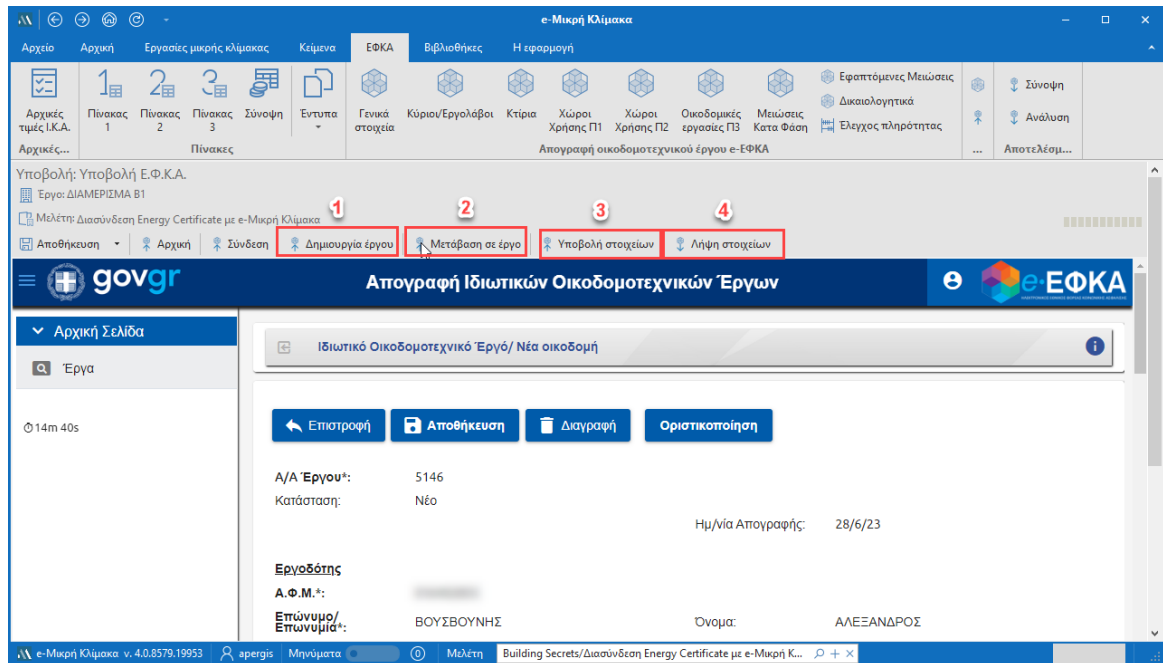 e-Μικρή Κλίμακα
Αρχείο Αρχική Εργασίες μικρής κλίμακας Κείμενα ΕΦΚΑ Βιβλιοθήκες Η εφαρμογή
Αρχικές τιμές Ι.Κ.Α.
Πίνακας 1
Πίνακας 2
Πίνακας 3
Σύνοψη
Έντυπα
Γενικά στοιχεία
Κύριοι/Εργολάβοι
Κτίρια
Χώροι Χρήσης Π1
Χώροι Χρήσης Π2
Οικοδομικές εργασίες Π3
Μειώσεις Κατα Φάση
Εφαπτόμενες Μειώσεις
Δικαιολογητικά
Έλεγχος πληρότητας
Σύνοψη
Ανάλυση
Αρχικές... Πίνακες Απογραφή οικοδομοτεχνικού έργου e-ΕΦΚΑ ... Αποτελέσμ...
Υποβολή: Υποβολή Ε.Φ.Κ.Α.
Έργο: ΔΙΑΜΕΡΙΣΜΑ Β1
Μελέτη: Διασύνδεση Energy Certificate με e-Μικρή Κλίμακα
1 2 3 4
Αποθήκευση Αρχική Σύνδεση Δημιουργία έργου Μετάβαση σε έργο Υποβολή στοιχείων Λήψη στοιχείων
govgr Απογραφή Ιδιωτικών Οικοδομοτεχνικών Έργων e-ΕΦΚΑ
Αρχική Σελίδα
Έργα
14m 40s
Ιδιωτικό Οικοδομοτεχνικό Έργό/ Νέα οικοδομή
Επιστροφή Αποθήκευση Διαγραφή Οριστικοποίηση
Α/Α Έργου*: 5146
Κατάσταση: Νέο
Ημ/νία Απογραφής: 28/6/23
Εργοδότης
Α.Φ.Μ.*:
Επώνυμο/
Επωνυμία*: ΒΟΥΣΒΟΥΝΗΣ Όνομα: ΑΛΕΞΑΝΔΡΟΣ
e-Μικρή Κλίμακα v. 4.0.8579.19953 apergis Μηνύματα (0) Μελέτη Building Secrets/Διασύνδεση Energy Certificate με e-Μικρή Κ...